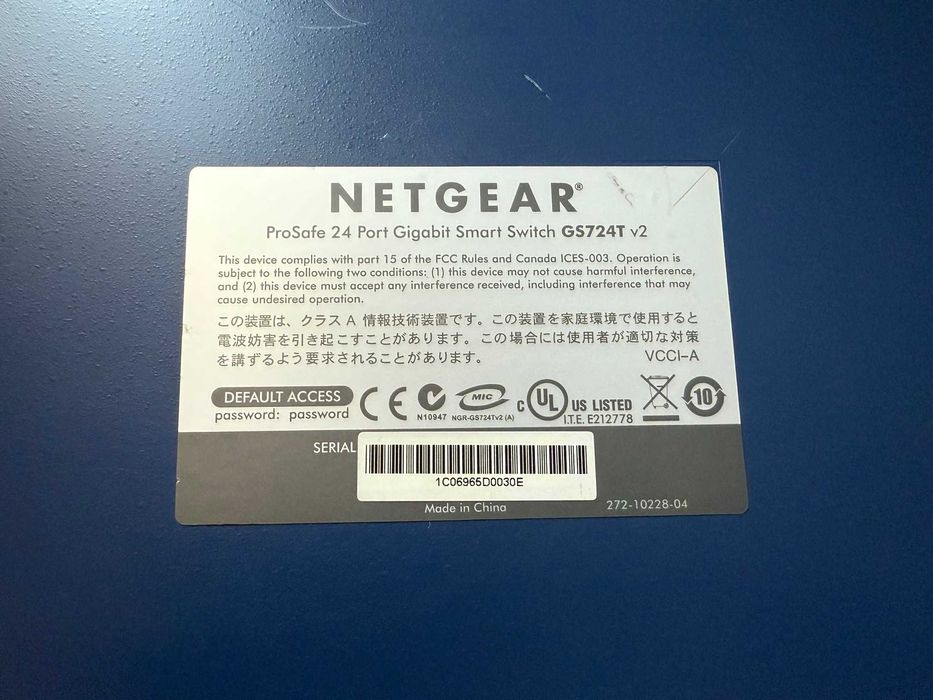 NETGEAR®
ProSafe 24 Port Gigabit Smart Switch GS724T v2
This device complies with part 15 of the FCC Rules and Canada ICES-003. Operation is
subject to the following two conditions: (1) this device may not cause harmful interference,
and (2) this device must accept any interference received, including interference that may
cause undesired operation.
この装置は、クラス A 情報技術装置です。この装置を家庭環境で使用すると
電波妨害を引き起こすことがあります。この場合には使用者が適切な対策
を講ずるよう要求されることがあります。 VCCI-A
DEFAULT ACCESS
password: password
CE
N10947
MIC
NGR-GS724Tv2 (A)
C UL US LISTED
I.T.E. E212778
10
SERIAL
1C06965D0030E
Made in China
272-10228-04